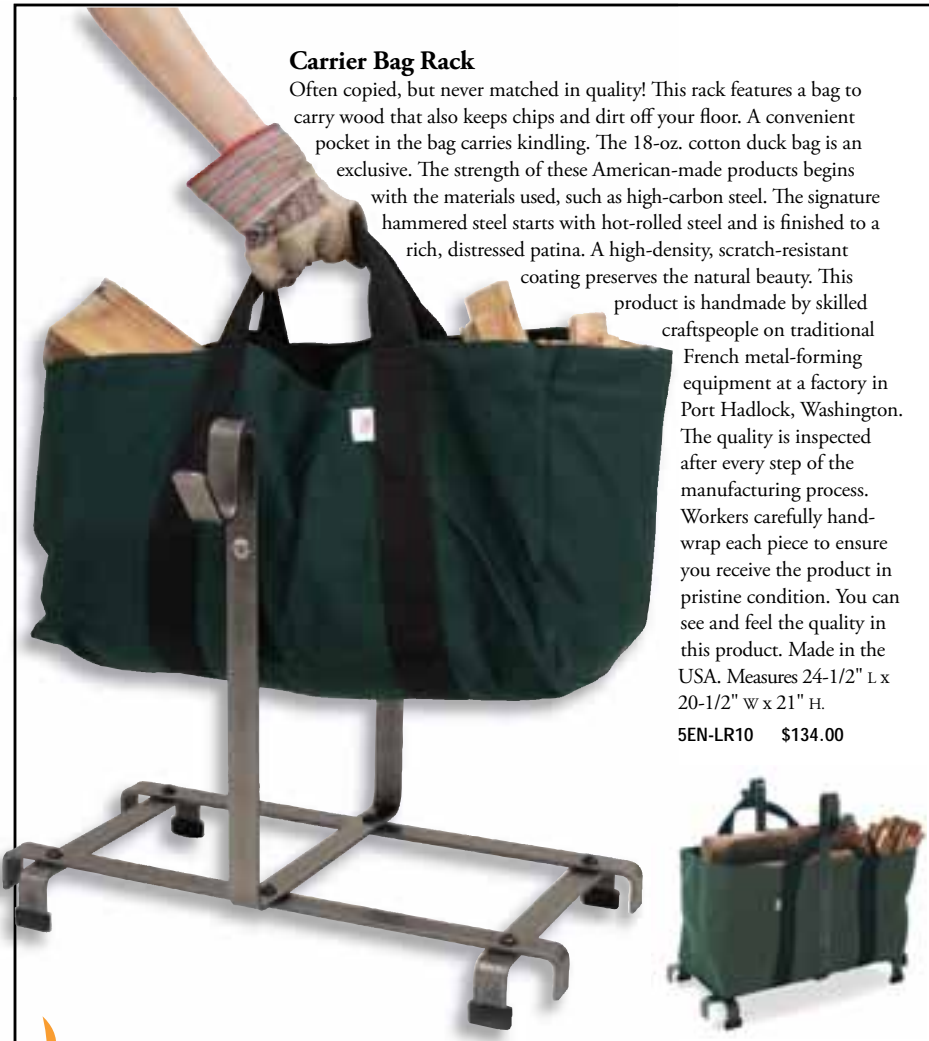 Carrier Bag Rack
Often copied, but never matched in quality! This rack features a bag to
carry wood that also keeps chips and dirt off your floor. A convenient
pocket in the bag carries kindling. The 18-oz. cotton duck bag is an
exclusive. The strength of these American-made products begins
with the materials used, such as high-carbon steel. The signature
hammered steel starts with hot-rolled steel and is finished to a
rich, distressed patina. A high-density, scratch-resistant
coating preserves the natural beauty. This
product is handmade by skilled
craftspeople on traditional
French metal-forming
equipment at a factory in
Port Hadlock, Washington.
The quality is inspected
after every step of the
manufacturing process.
Workers carefully hand-
wrap each piece to ensure
you receive the product in
pristine condition. You can
see and feel the quality in
this product. Made in the
USA. Measures 24-1/2" L x
20-1/2" W x 21" H.
5EN-LR10 $134.00